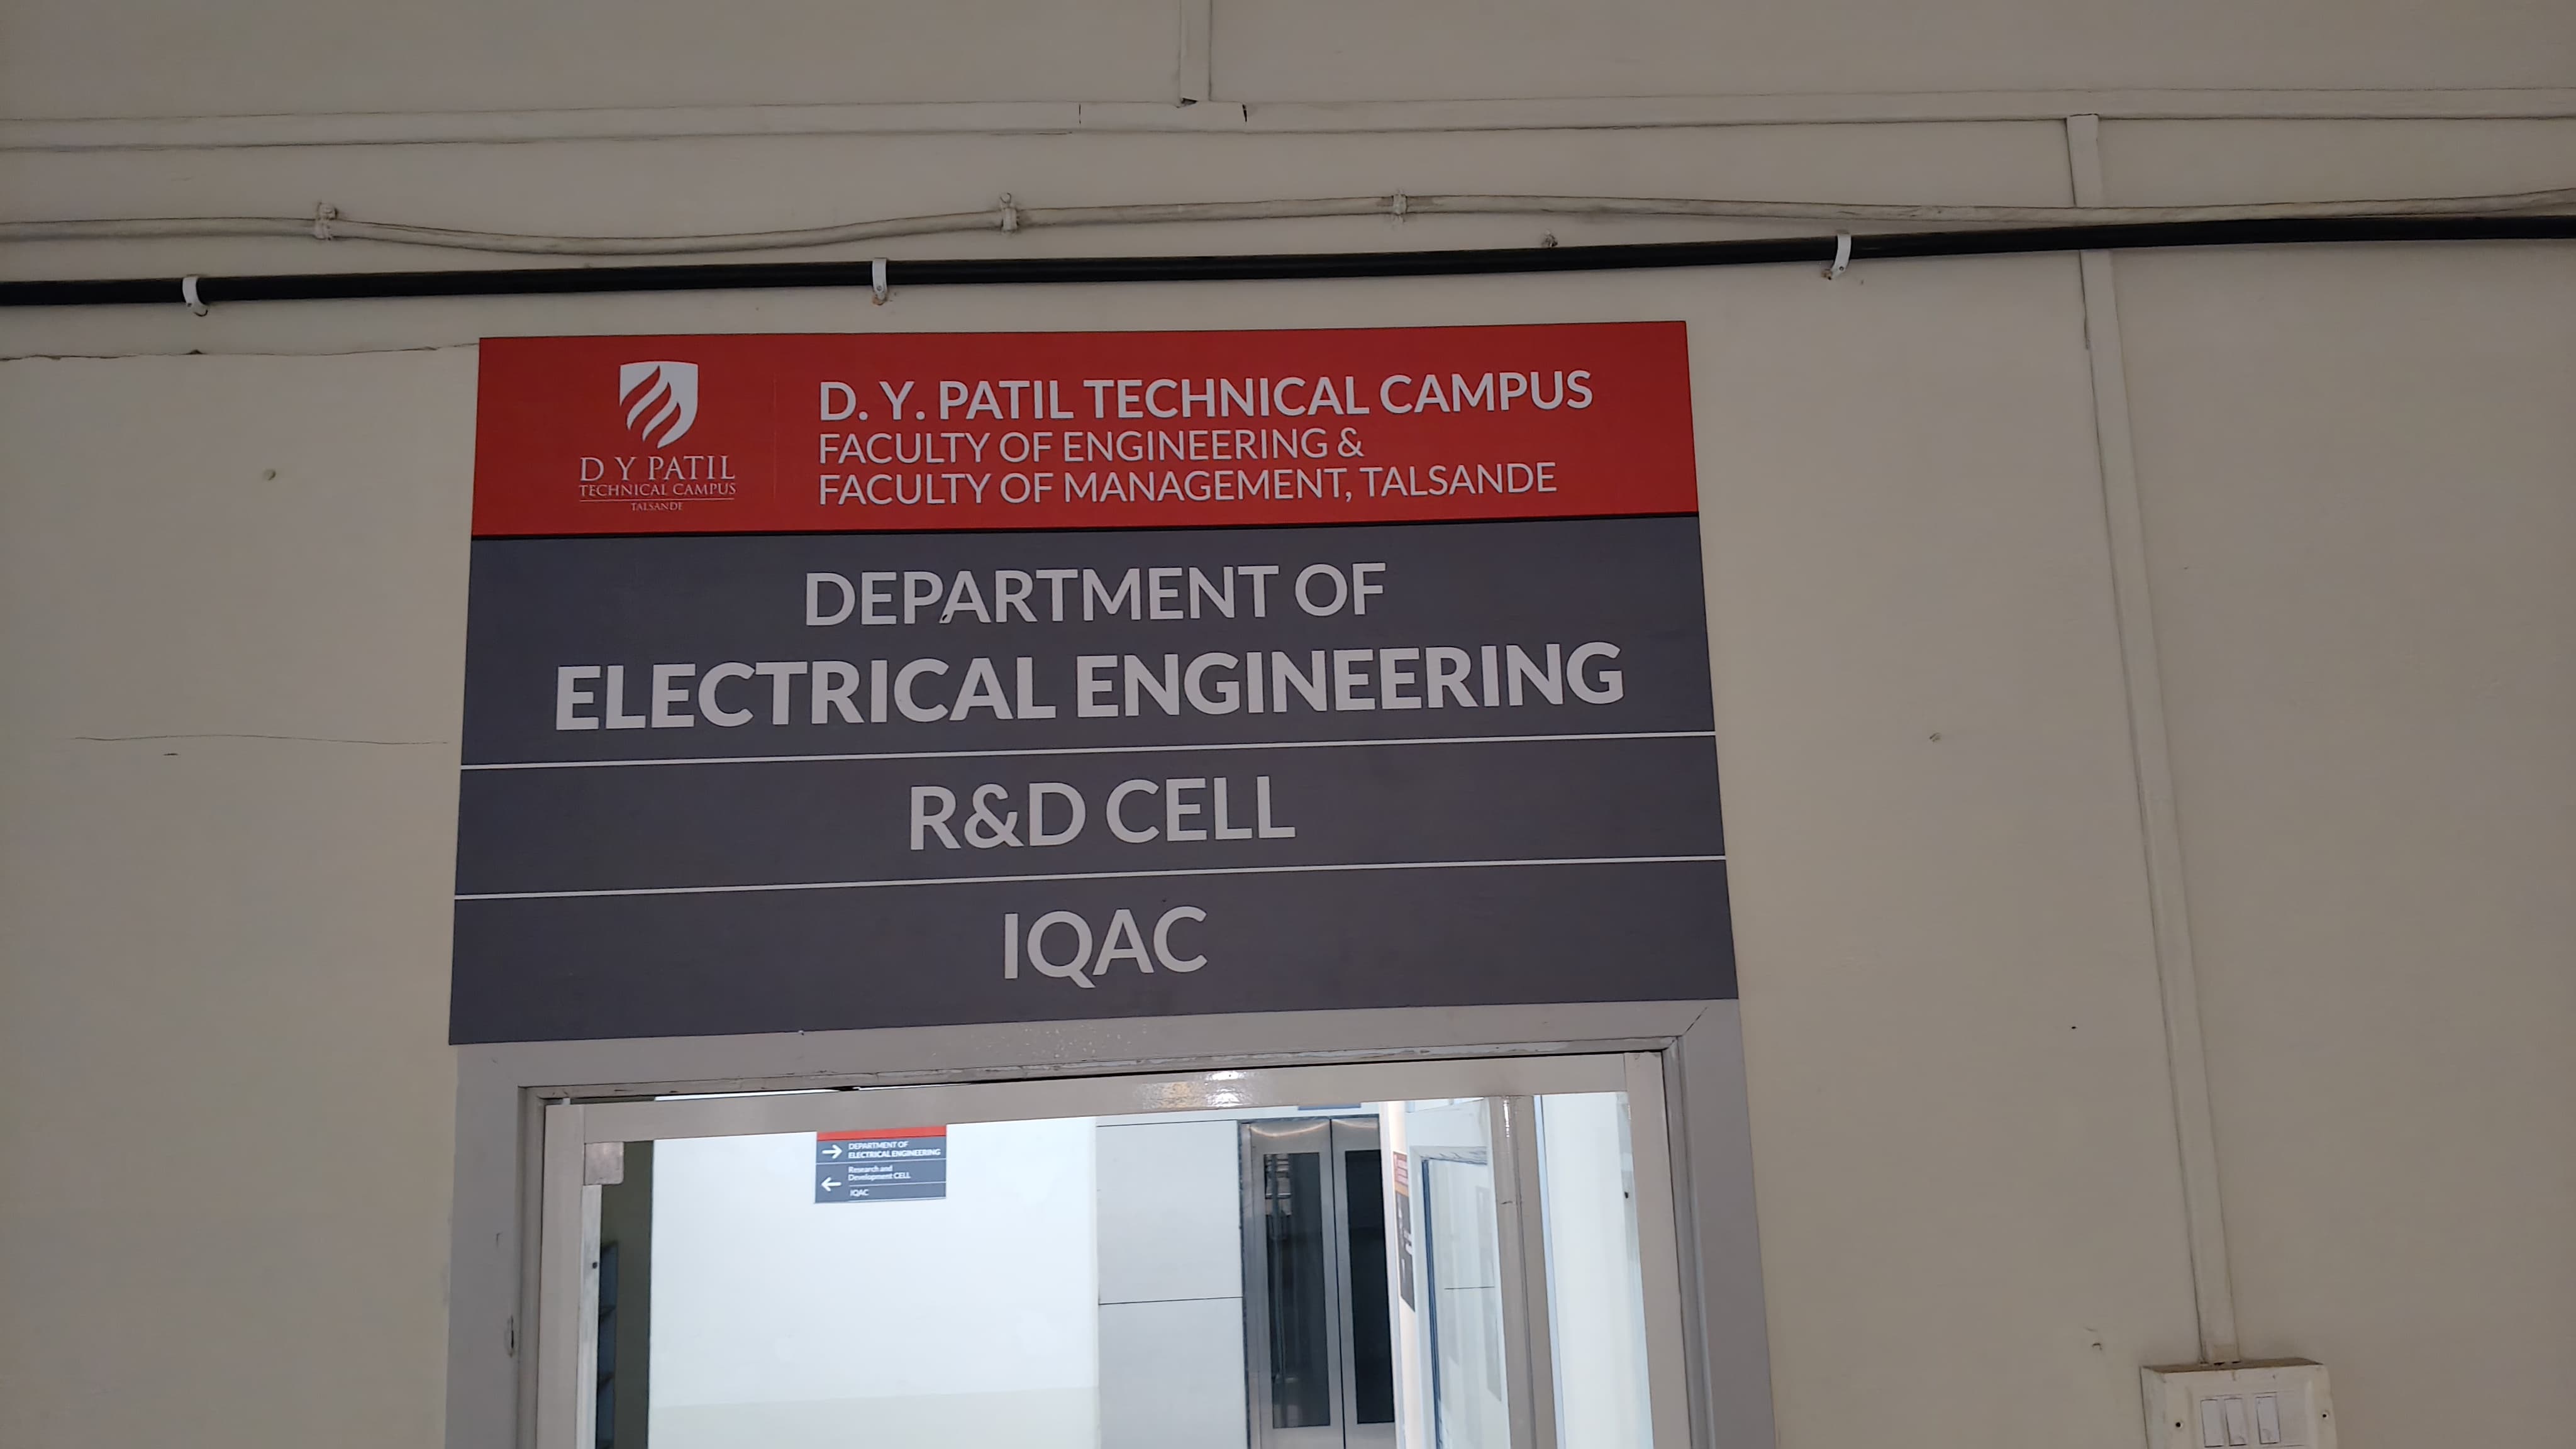 D Y PATIL
TECHNICAL CAMPUS
TALSANDE
D. Y. PATIL TECHNICAL CAMPUS
FACULTY OF ENGINEERING &
FACULTY OF MANAGEMENT, TALSANDE
DEPARTMENT OF
ELECTRICAL ENGINEERING
R&D CELL
IQAC
DEPARTMENT OF
ELECTRICAL ENGINEERING
Research and
Development CELL
IQAC